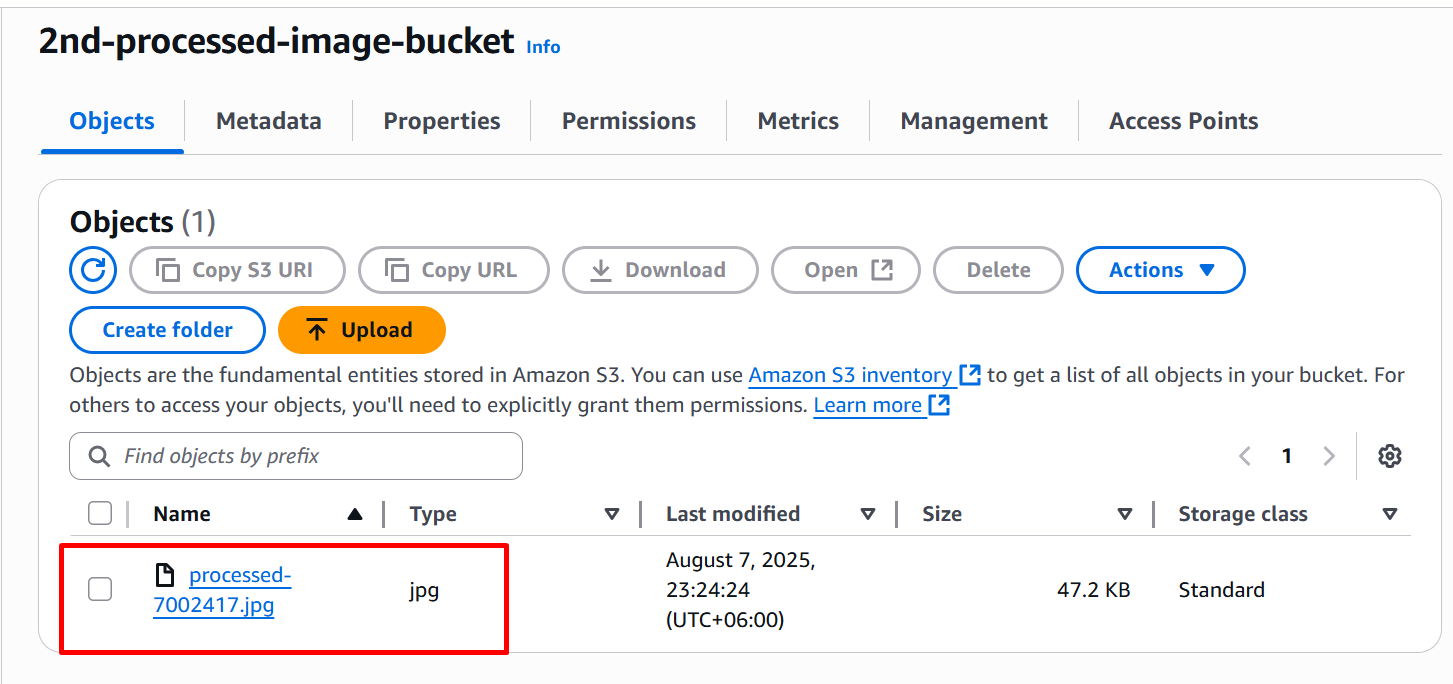 2nd-processed-image-bucket Info
Objects Metadata Properties Permissions Metrics Management Access Points
Objects (1)
Copy S3 URI Copy URL Download Open Delete Actions
Create folder Upload
Objects are the fundamental entities stored in Amazon S3. You can use Amazon S3 inventory to get a list of all objects in your bucket. For
others to access your objects, you'll need to explicitly grant them permissions. Learn more
Find objects by prefix 1
Name Type Last modified Size Storage class
processed-
7002417.jpg
jpg
August 7, 2025,
23:24:24
(UTC+06:00)
47.2 KB
Standard